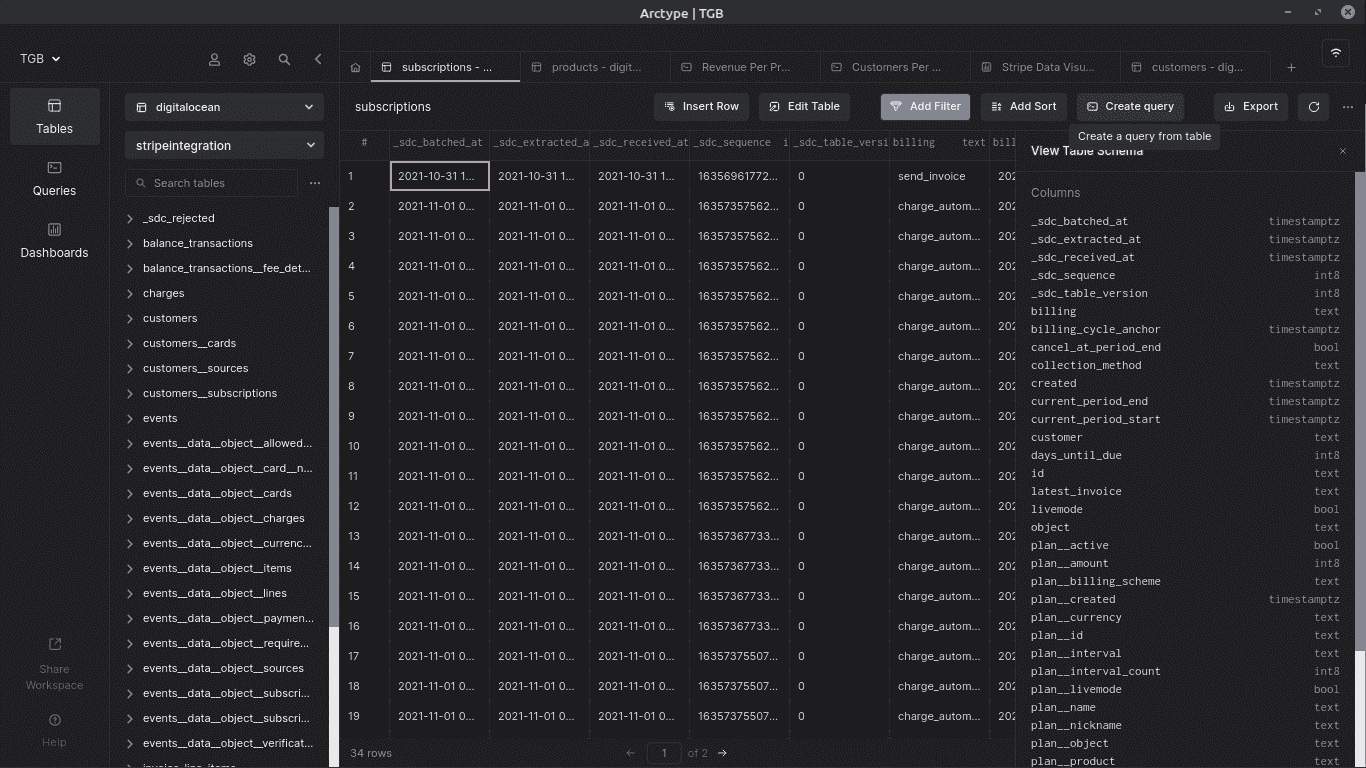 Arctype | TGB
TGB
subscriptions - ...
products - digit...
Revenue Per Pr...
Customers Per ...
Stripe Data Visu...
customers - dig...
Tables
Queries
Dashboards
Share
Workspace
Help
digitalocean
stripeintegration
Search tables
_sdc_rejected
balance_transactions
balance_transactions__fee_det...
charges
customers
customers__cards
customers__sources
customers__subscriptions
events
events__data__object__allowed...
events__data__object__card__n...
events__data__object__cards
events__data__object__charges
events__data__object__currenc...
events__data__object__items
events__data__object__lines
events__data__object__paymen...
events__data__object__require...
events__data__object__sources
events__data__object__subscri...
events__data__object__subscri...
events__data__object__verificat...
subscriptions
Insert Row
Edit Table
Add Filter
Add Sort
Create query
Export
Create a query from table
# _sdc_batched_at _sdc_extracted_a _sdc_received_at _sdc_sequence i _sdc_table_versi billing text bill
1 2021-10-31 1... 2021-10-31 1... 2021-10-31 1... 16356961772... 0 send_invoice 202
2 2021-11-01 0... 2021-11-01 0... 2021-11-01 0... 16357357562... 0 charge_autom... 202
3 2021-11-01 0... 2021-11-01 0... 2021-11-01 0... 16357357562... 0 charge_autom... 202
4 2021-11-01 0... 2021-11-01 0... 2021-11-01 0... 16357357562... 0 charge_autom... 202
5 2021-11-01 0... 2021-11-01 0... 2021-11-01 0... 16357357562... 0 charge_autom... 202
6 2021-11-01 0... 2021-11-01 0... 2021-11-01 0... 16357357562... 0 charge_autom... 202
7 2021-11-01 0... 2021-11-01 0... 2021-11-01 0... 16357357562... 0 charge_autom... 202
8 2021-11-01 0... 2021-11-01 0... 2021-11-01 0... 16357357562... 0 charge_autom... 202
9 2021-11-01 0... 2021-11-01 0... 2021-11-01 0... 16357357562... 0 charge_autom... 202
10 2021-11-01 0... 2021-11-01 0... 2021-11-01 0... 16357357562... 0 charge_autom... 202
11 2021-11-01 0... 2021-11-01 0... 2021-11-01 0... 16357357562... 0 charge_autom... 202
12 2021-11-01 0... 2021-11-01 0... 2021-11-01 0... 16357357562... 0 charge_autom... 202
13 2021-11-01 0... 2021-11-01 0... 2021-11-01 0... 16357367733... 0 charge_autom... 202
14 2021-11-01 0... 2021-11-01 0... 2021-11-01 0... 16357367733... 0 charge_autom... 202
15 2021-11-01 0... 2021-11-01 0... 2021-11-01 0... 16357367733... 0 charge_autom... 202
16 2021-11-01 0... 2021-11-01 0... 2021-11-01 0... 16357367733... 0 charge_autom... 202
17 2021-11-01 0... 2021-11-01 0... 2021-11-01 0... 16357375507... 0 charge_autom... 202
18 2021-11-01 0... 2021-11-01 0... 2021-11-01 0... 16357375507... 0 charge_autom... 202
19 2021-11-01 0... 2021-11-01 0... 2021-11-01 0... 16357375507... 0 charge_autom... 202
34 rows
1 of 2
View Table Schema
Columns
_sdc_batched_at timestamptz
_sdc_extracted_at timestamptz
_sdc_received_at timestamptz
_sdc_sequence int8
_sdc_table_version int8
billing text
billing_cycle_anchor timestamptz
cancel_at_period_end bool
collection_method text
created timestamptz
current_period_end timestamptz
current_period_start timestamptz
customer text
days_until_due int8
id text
latest_invoice text
livemode bool
object text
plan__active bool
plan__amount int8
plan__billing_scheme text
plan__created timestamptz
plan__currency text
plan__id text
plan__interval text
plan__interval_count int8
plan__livemode bool
plan__name text
plan__nickname text
plan__object text
plan__product text